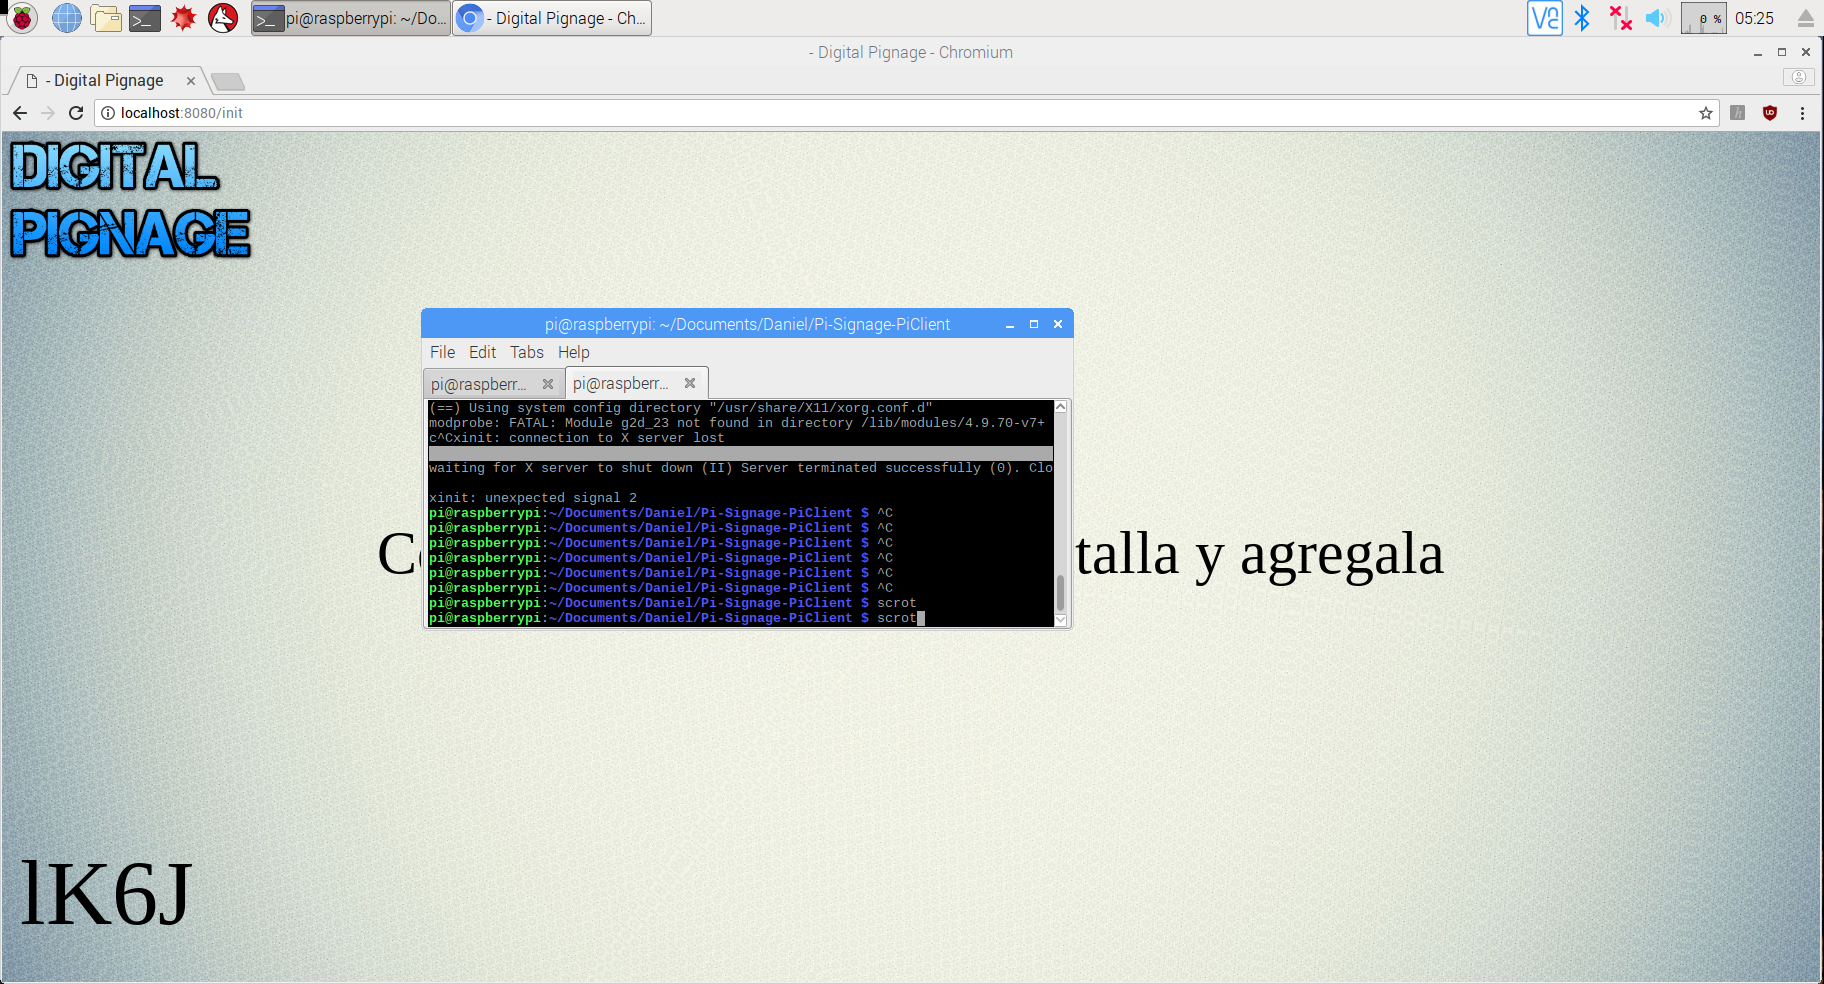 pi@raspberrypi: ~/Do...
- Digital Pignage - Ch...
0 %
05:25
- Digital Pignage - Chromium
- Digital Pignage
localhost:8080/init
DIGITAL
PIGNAGE
pi@raspberrypi: ~/Documents/Daniel/Pi-Signage-PiClient
File Edit Tabs Help
pi@raspberr...
pi@raspberr...
(==) Using system config directory "/usr/share/X11/xorg.conf.d"
modprobe: FATAL: Module g2d_23 not found in directory /lib/modules/4.9.70-v7+
c^Cxinit: connection to X server lost
waiting for X server to shut down (II) Server terminated successfully (0). Clo
xinit: unexpected signal 2
pi@raspberrypi:~/Documents/Daniel/Pi-Signage-PiClient $ ^C
pi@raspberrypi:~/Documents/Daniel/Pi-Signage-PiClient $ ^C
pi@raspberrypi:~/Documents/Daniel/Pi-Signage-PiClient $ ^C
pi@raspberrypi:~/Documents/Daniel/Pi-Signage-PiClient $ ^C
pi@raspberrypi:~/Documents/Daniel/Pi-Signage-PiClient $ ^C
pi@raspberrypi:~/Documents/Daniel/Pi-Signage-PiClient $ ^C
pi@raspberrypi:~/Documents/Daniel/Pi-Signage-PiClient $ scrot
pi@raspberrypi:~/Documents/Daniel/Pi-Signage-PiClient $ scrot
talla y agregala
lK6J